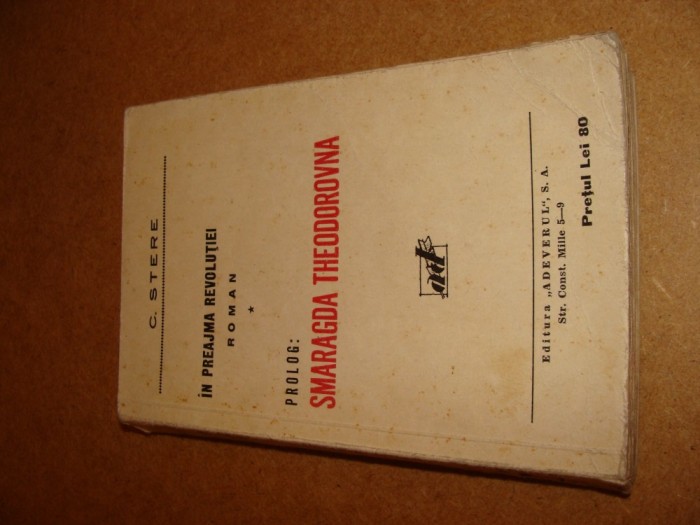 C. STERE
ÎN PREAJMA REVOLUȚIEI
ROMAN
*
PROLOG:
SMARAGDA THEODOROVNA
Editura „ADEVERUL“, S. A.
Str. Const. Mille 5—9
Prețul Lei 80